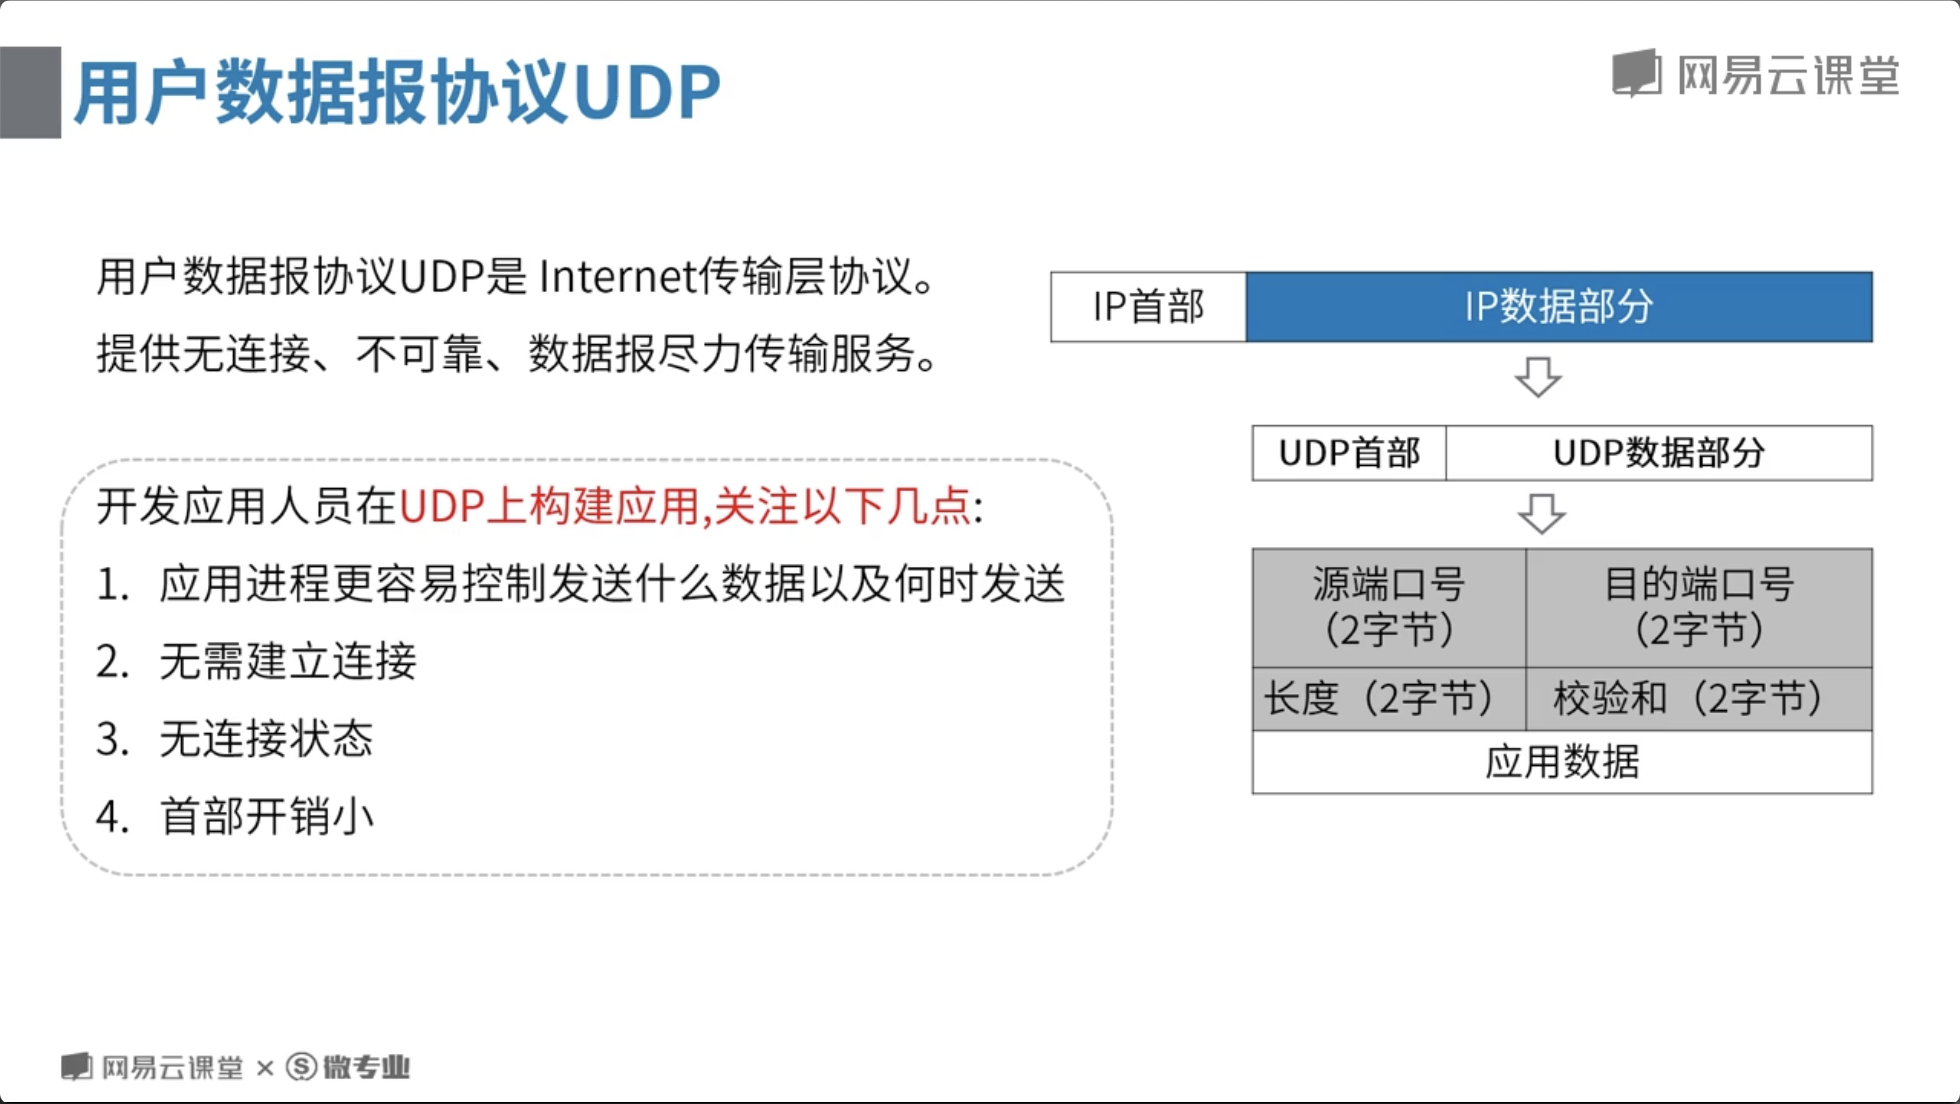 用户数据报协议UDP
网易云课堂
用户数据报协议UDP是 Internet传输层协议。
提供无连接、不可靠、数据报尽力传输服务。
开发应用人员在UDP上构建应用,关注以下几点:
1. 应用进程更容易控制发送什么数据以及何时发送
2. 无需建立连接
3. 无连接状态
4. 首部开销小
IP首部 IP数据部分
UDP首部 UDP数据部分
源端口号
（2字节）
目的端口号
（2字节）
长度（2字节） 校验和（2字节）
应用数据
网易云课堂 × S 微专业